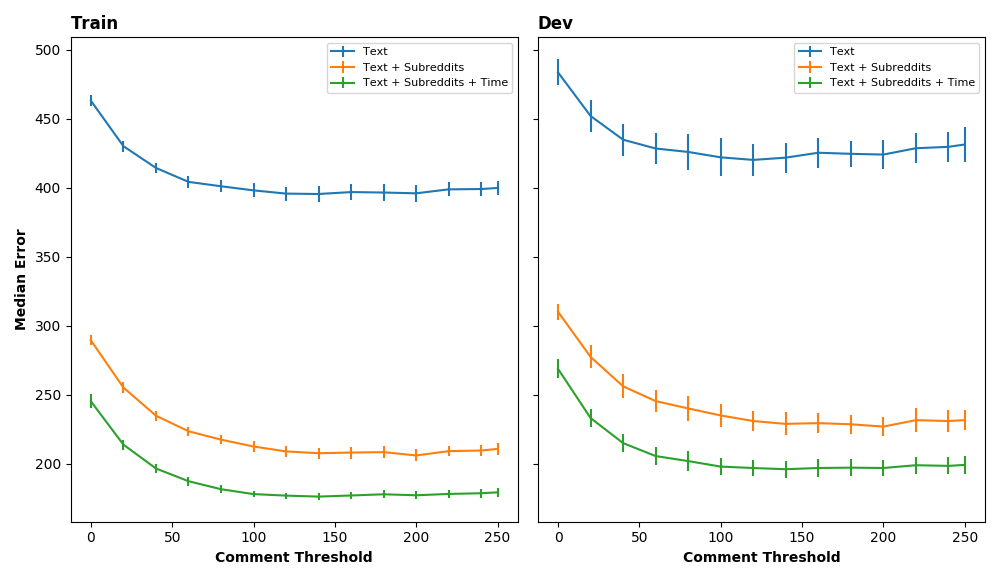 Train
Dev
Text
Text + Subreddits
Text + Subreddits + Time
Text
Text + Subreddits
Text + Subreddits + Time
500
450
400
350
300
250
200
Median Error
0 50 100 150 200 250
0 50 100 150 200 250
Comment Threshold
Comment Threshold